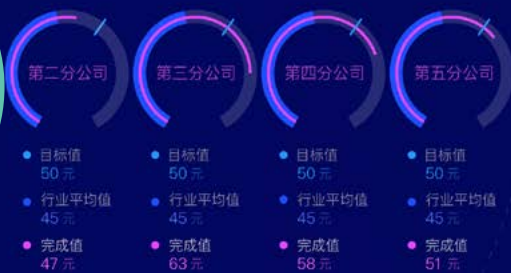 第二分公司 第三分公司 第四分公司 第五分公司
目标值 目标值 目标值 目标值
50 元 50 元 50 元 50 元
行业平均值 行业平均值 行业平均值 行业平均值
45 元 45 元 45 元 45 元
完成值 完成值 完成值 完成值
47 元 63 元 58 元 51 元